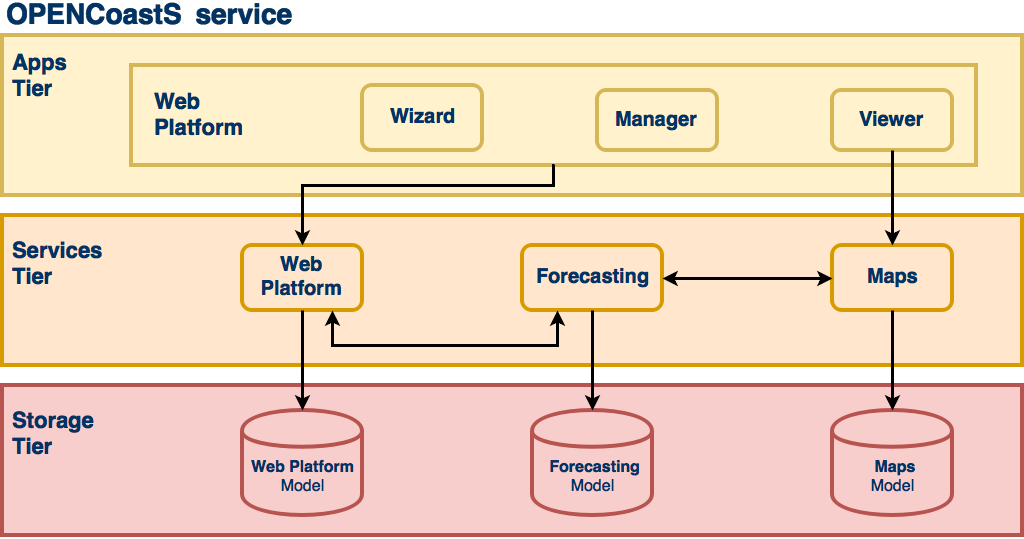 OPENCoastS service
Apps
Tier
Web
Platform
Wizard
Manager
Viewer
Services
Tier
Web
Platform
Forecasting
Maps
Storage
Tier
Web Platform
Model
Forecasting
Model
Maps
Model